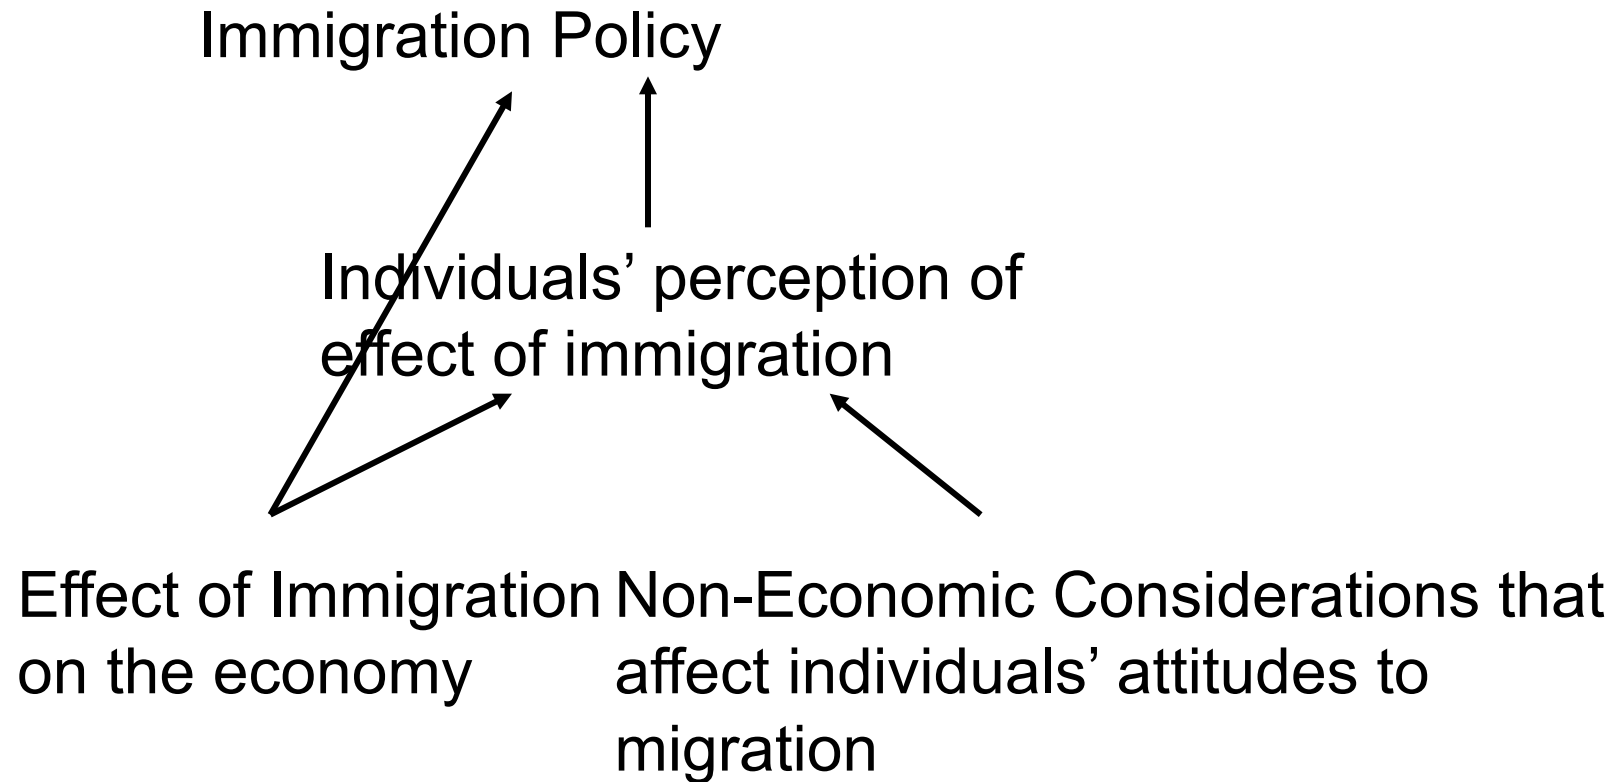 Immigration Policy
Individuals’ perception of
effect of immigration
Effect of Immigration
on the economy
Non-Economic Considerations that
affect individuals’ attitudes to
migration